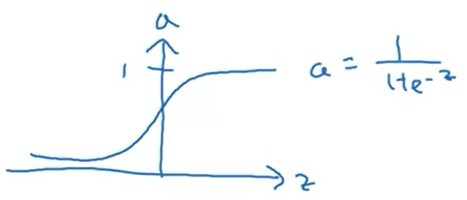 a
1
a = 1/(1+e^-z)
z